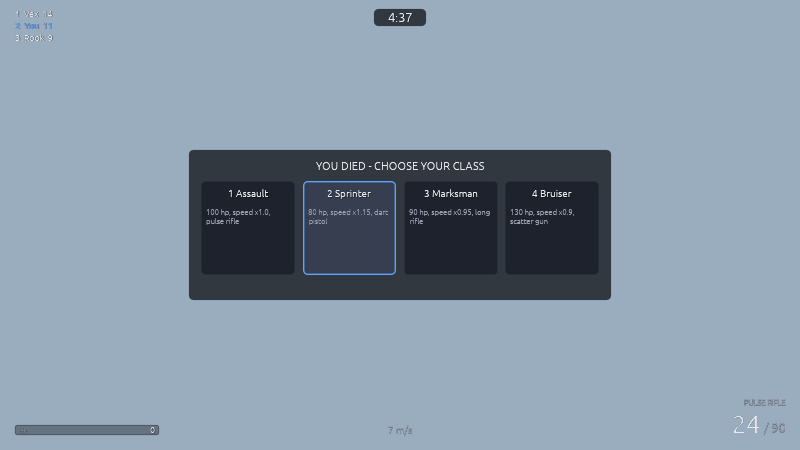 1 Vex 14
2 You 11
3 Rook 9
4:37
YOU DIED - CHOOSE YOUR CLASS
1 Assault
100 hp, speed x1.0,
pulse rifle
2 Sprinter
80 hp, speed x1.15, dart
pistol
3 Marksman
90 hp, speed x0.95, long
rifle
4 Bruiser
130 hp, speed x0.9,
scatter gun
0
7 m/s
PULSE RIFLE
24 / 90